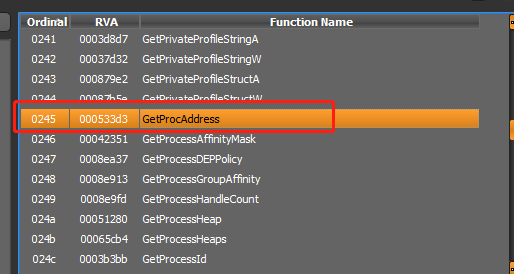 Ordinal RVA Function Name
0241 0003d8d7 GetPrivateProfileStringA
0242 00037d32 GetPrivateProfileStringW
0243 000879e2 GetPrivateProfileStructA
0244 00087b5e GetPrivateProfileStructW
0245 000533d3 GetProcAddress
0246 00042351 GetProcessAffinityMask
0247 0008ea37 GetProcessDEPPolicy
0248 0008e913 GetProcessGroupAffinity
0249 0008e9fd GetProcessHandleCount
024a 00051280 GetProcessHeap
024b 00065cb4 GetProcessHeaps
024c 0003b3bb GetProcessId